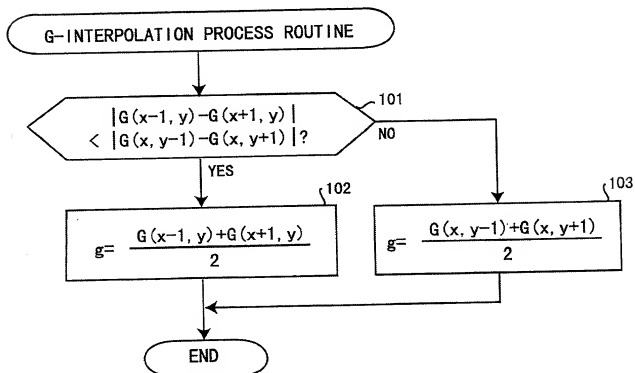 G-INTERPOLATION PROCESS ROUTINE
101
|G(x-1, y)-G(x+1, y)|
< |G(x, y-1)-G(x, y+1)|?
NO
YES
102
g= G(x-1, y)+G(x+1, y)
2
103
g= G(x, y-1)+G(x, y+1)
2
END